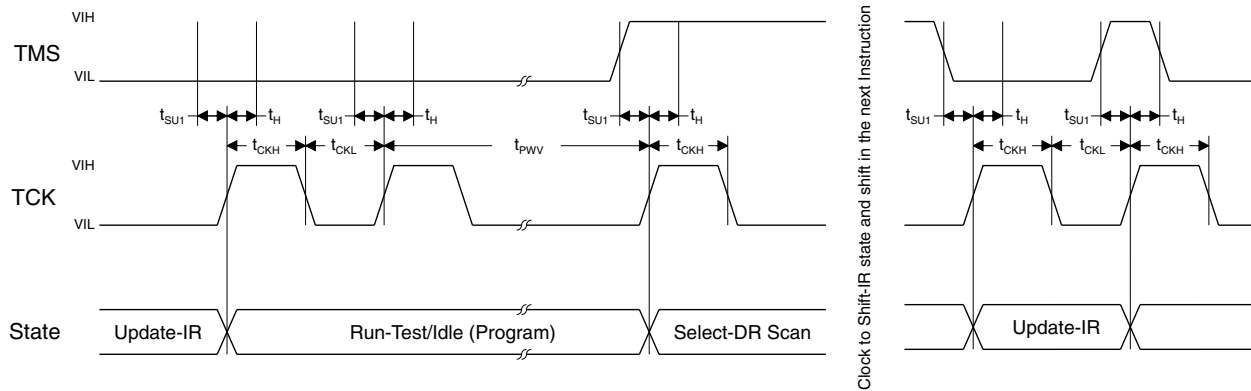 VIH
TMS
VIL
tSU1 tH tSU1 tH tSU1 tH tSU1 tH tSU1 tH
tCKH tCKL tPWV tCKH tCKH tCKL tCKH
VIH
TCK
VIL
State Update-IR Run-Test/Idle (Program) Select-DR Scan Update-IR
Clock to Shift-IR state and shift in the next Instruction